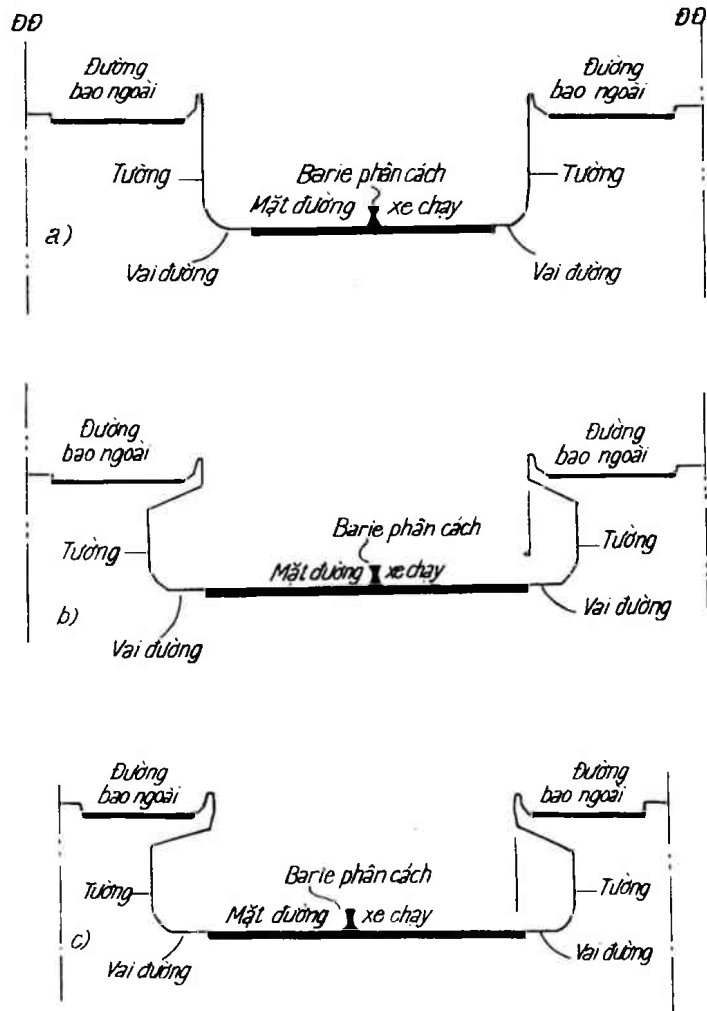 ĐĐ
ĐĐ
Đường
bao ngoài
Đường
bao ngoài
Tường
Barie phân cách
Tường
Mặt đường xe chạy
a)
Vai đường
Vai đường
Đường
bao ngoài
Đường
bao ngoài
Barie phân cách
Tường
Tường
Mặt đường xe chạy
b)
Vai đường
Vai đường
Đường
bao ngoài
Đường
bao ngoài
Barie phân cách
Tường
Tường
Mặt đường xe chạy
c)
Vai đường
Vai đường